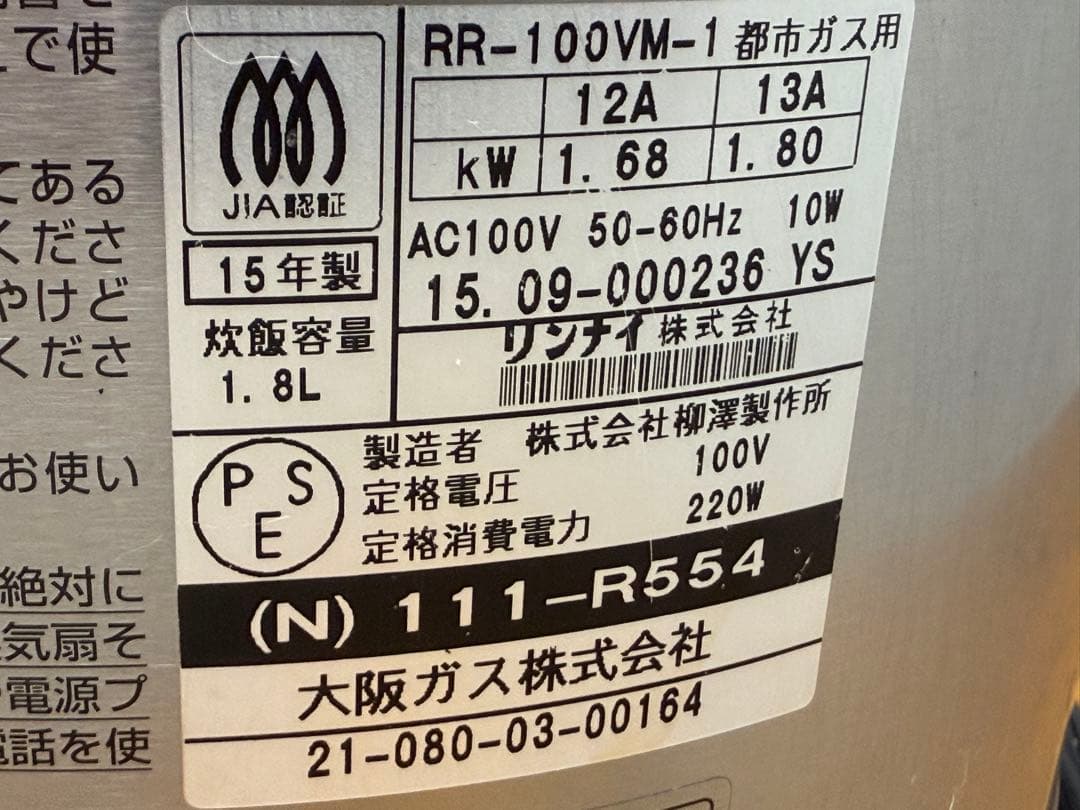 RR-100VM-1 都市ガス用
12A 13A
kW 1.68 1.80
AC100V 50-60Hz 10W
15.09-000236 YS
リンナイ株式会社
JIA認証
15年製
炊飯容量
1.8L
PSE
製造者 株式会社柳澤製作所
定格電圧 100V
定格消費電力 220W
(N) 111-R554
大阪ガス株式会社
21-080-03-00164
で使
てある
くださ
やけど
くださ
お使い
絶対に
気扇そ
電源プ
電話を使